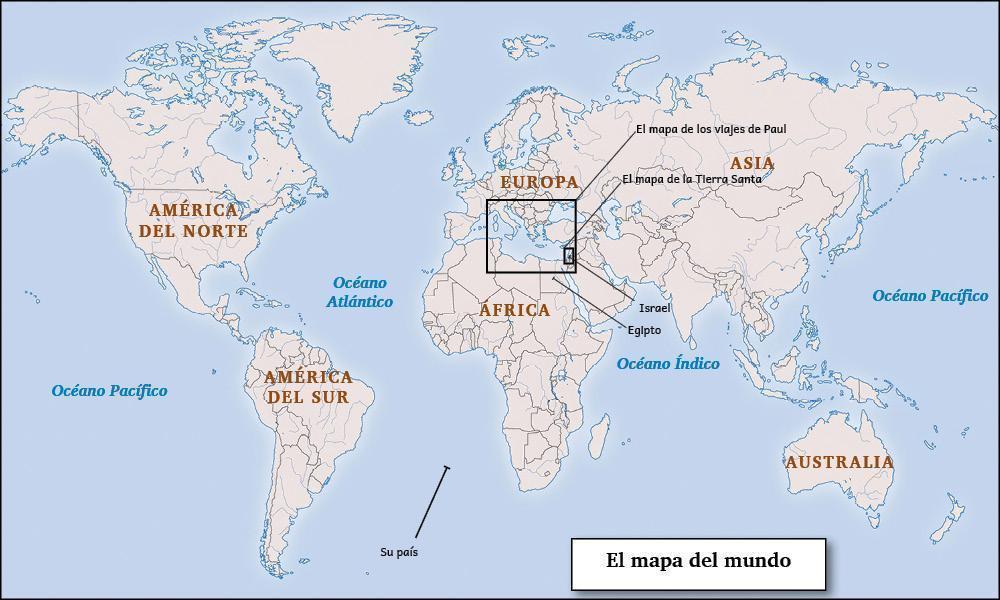 El mapa de los viajes de Paul
ASIA
El mapa de la Tierra Santa
EUROPA
AMÉRICA
DEL NORTE
Océano
Atlántico
Océano Pacífico
ÁFRICA
Israel
Egipto
Océano Índico
AMÉRICA
DEL SUR
Océano Pacífico
AUSTRALIA
Su país
El mapa del mundo